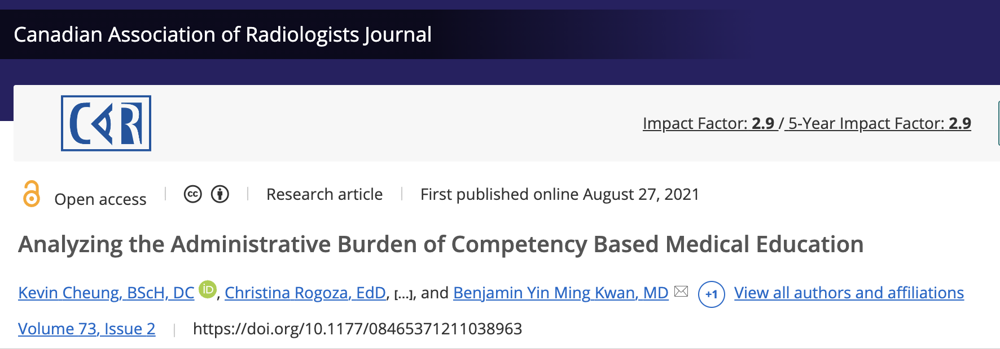 Canadian Association of Radiologists Journal
CAR
Impact Factor: 2.9 / 5-Year Impact Factor: 2.9
Open access | cc | Research article | First published online August 27, 2021
Analyzing the Administrative Burden of Competency Based Medical Education
Kevin Cheung, BScH, DC iD, Christina Rogoza, EdD, [...], and Benjamin Yin Ming Kwan, MD +1 View all authors and affiliations
Volume 73, Issue 2 | https://doi.org/10.1177/08465371211038963